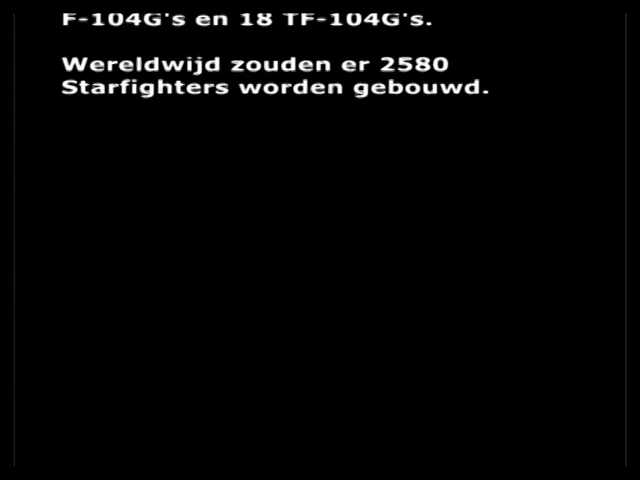 F-104G's en 18 TF-104G's.
Wereldwijd zouden er 2580
Starfighters worden gebouwd.